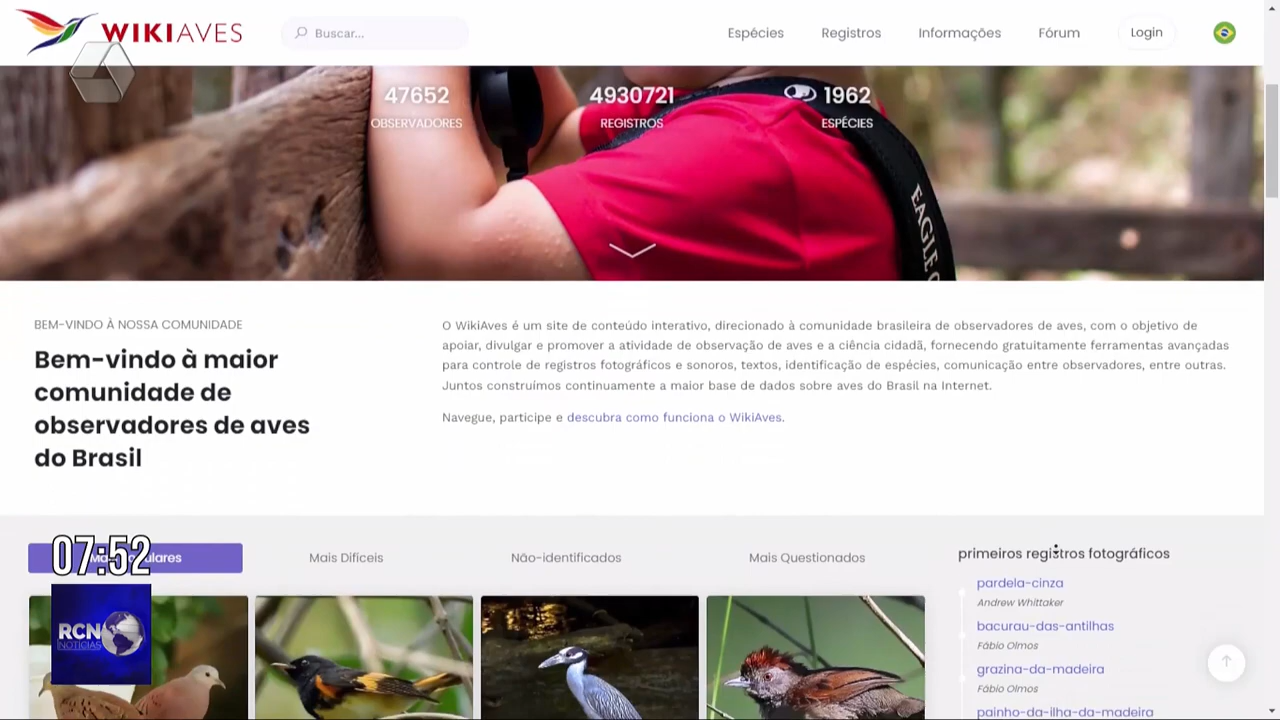 WIKIAVES
Buscar...
Espécies
Registros
Informações
Fórum
Login
47652
OBSERVADORES
4930721
REGISTROS
1962
ESPÉCIES
EAGLE
BEM-VINDO À NOSSA COMUNIDADE
Bem-vindo à maior
comunidade de
observadores de aves
do Brasil
O WikiAves é um site de conteúdo interativo, direcionado à comunidade brasileira de observadores de aves, com o objetivo de
apoiar, divulgar e promover a atividade de observação de aves e a ciência cidadã, fornecendo gratuitamente ferramentas avançadas
para controle de registros fotográficos e sonoros, textos, identificação de espécies, comunicação entre observadores, entre outras.
Juntos construímos continuamente a maior base de dados sobre aves do Brasil na Internet.
Navegue, participe e descubra como funciona o WikiAves.
07:52
Mais Difíceis
Não-identificados
Mais Questionados
primeiros registros fotográficos
pardela-cinza
Andrew Whittaker
bacurau-das-antilhas
Fábio Olmos
grazina-da-madeira
Fábio Olmos
painho-da-ilha-da-madeira
RCN
NOTÍCIAS